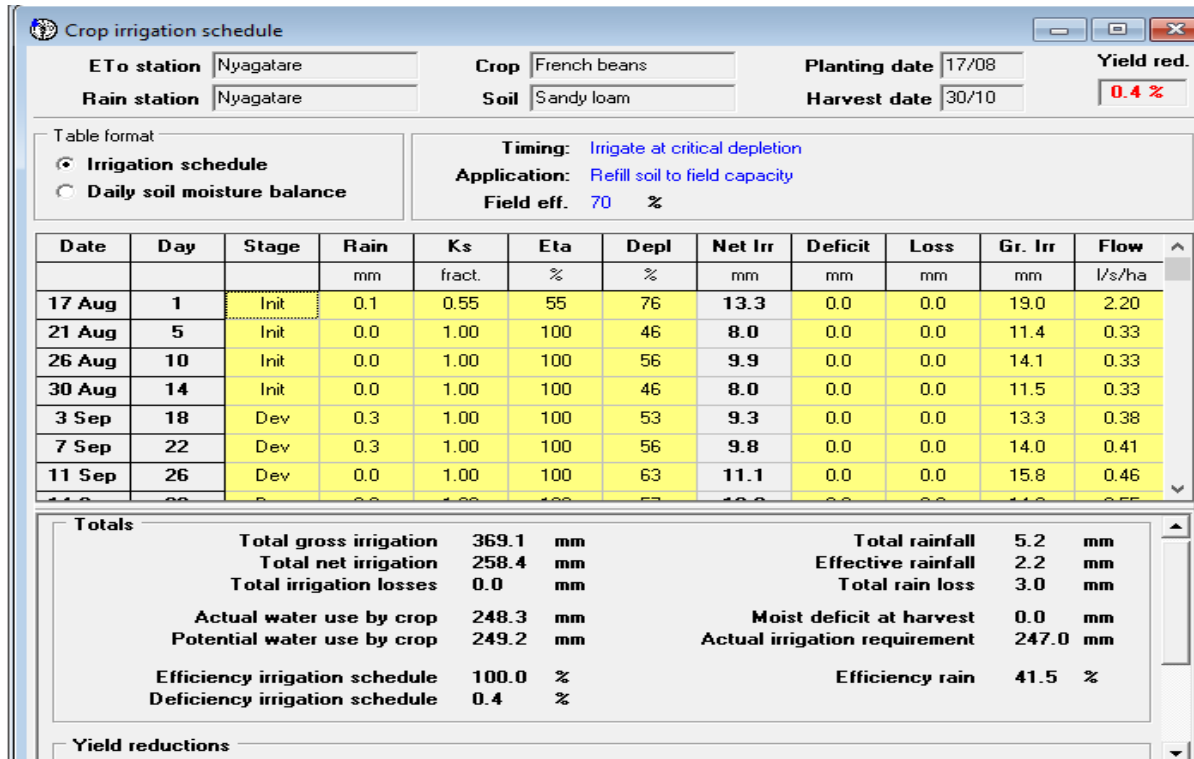 Crop irrigation schedule
ETo station Nyagatare Crop French beans Planting date 17/08 Yield red.
Rain station Nyagatare Soil Sandy loam Harvest date 30/10 0.4 %
Table format
Irrigation schedule
Daily soil moisture balance
Timing: Irrigate at critical depletion
Application: Refill soil to field capacity
Field eff. 70 %
Date Day Stage Rain Ks Eta Depl Net Irr Deficit Loss Gr. Irr Flow
mm fract. % % mm mm mm mm l/s/ha
17 Aug 1 Init 0.1 0.55 55 76 13.3 0.0 0.0 19.0 2.20
21 Aug 5 Init 0.0 1.00 100 46 8.0 0.0 0.0 11.4 0.33
26 Aug 10 Init 0.0 1.00 100 56 9.9 0.0 0.0 14.1 0.33
30 Aug 14 Init 0.0 1.00 100 46 8.0 0.0 0.0 11.5 0.33
3 Sep 18 Dev 0.3 1.00 100 53 9.3 0.0 0.0 13.3 0.38
7 Sep 22 Dev 0.3 1.00 100 56 9.8 0.0 0.0 14.0 0.41
11 Sep 26 Dev 0.0 1.00 100 63 11.1 0.0 0.0 15.8 0.46
Totals
Total gross irrigation 369.1 mm Total rainfall 5.2 mm
Total net irrigation 258.4 mm Effective rainfall 2.2 mm
Total irrigation losses 0.0 mm Total rain loss 3.0 mm
Actual water use by crop 248.3 mm Moist deficit at harvest 0.0 mm
Potential water use by crop 249.2 mm Actual irrigation requirement 247.0 mm
Efficiency irrigation schedule 100.0 % Efficiency rain 41.5 %
Deficiency irrigation schedule 0.4 %
Yield reductions